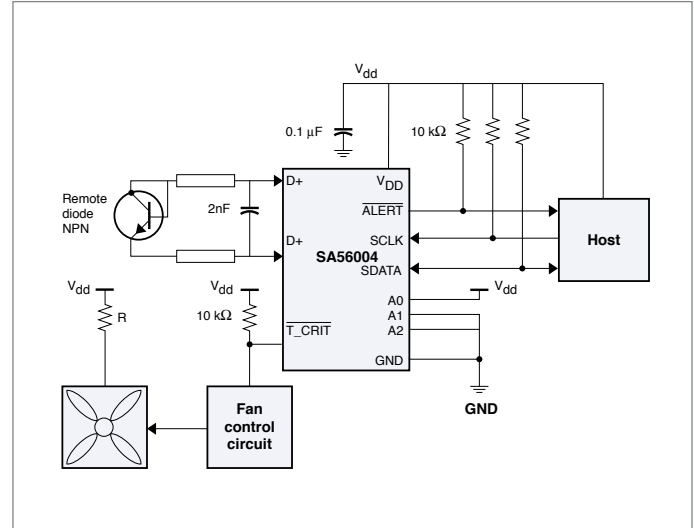 Vdd
0.1 μF
10 kΩ
D+
VDD
Remote
diode
NPN
2nF
ALERT
D+
SCLK
SA56004
SDATA
Host
Vdd
R
Vdd
10 kΩ
T_CRIT
A0
A1
A2
Vdd
GND
GND
Fan
control
circuit